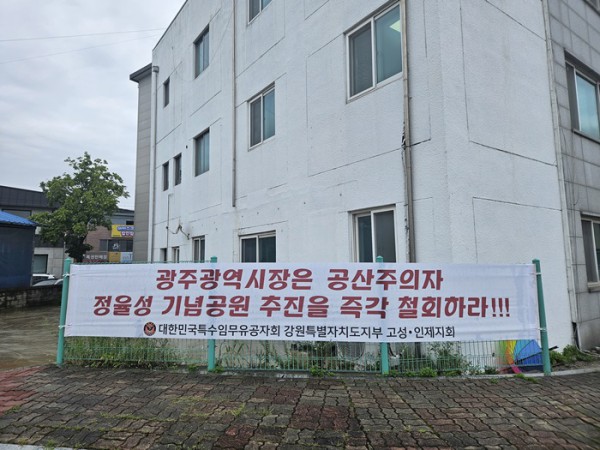 광주광역시장은 공산주의자
정율성 기념공원 추진을 즉각 철회하라!!!
대한민국특수임무유공자회 강원특별자치도지부 고성·인제지회